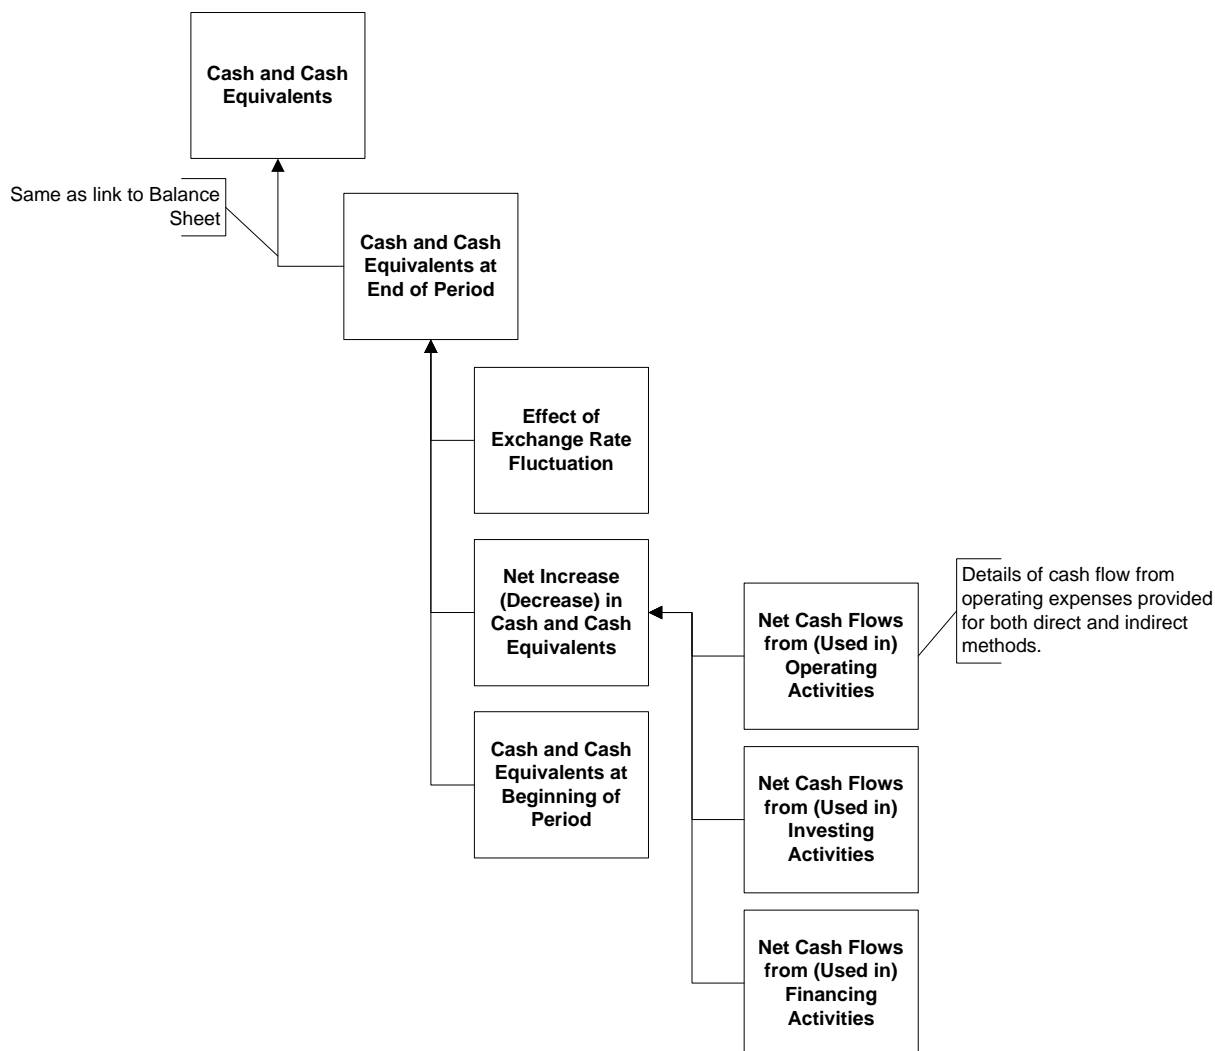 Cash and Cash
Equivalents
Same as link to Balance
Sheet
Cash and Cash
Equivalents at
End of Period
Effect of
Exchange Rate
Fluctuation
Net Increase
(Decrease) in
Cash and Cash
Equivalents
Details of cash flow from
operating expenses provided
for both direct and indirect
methods.
Net Cash Flows
from (Used in)
Operating
Activities
Cash and Cash
Equivalents at
Beginning of
Period
Net Cash Flows
from (Used in)
Investing
Activities
Net Cash Flows
from (Used in)
Financing
Activities